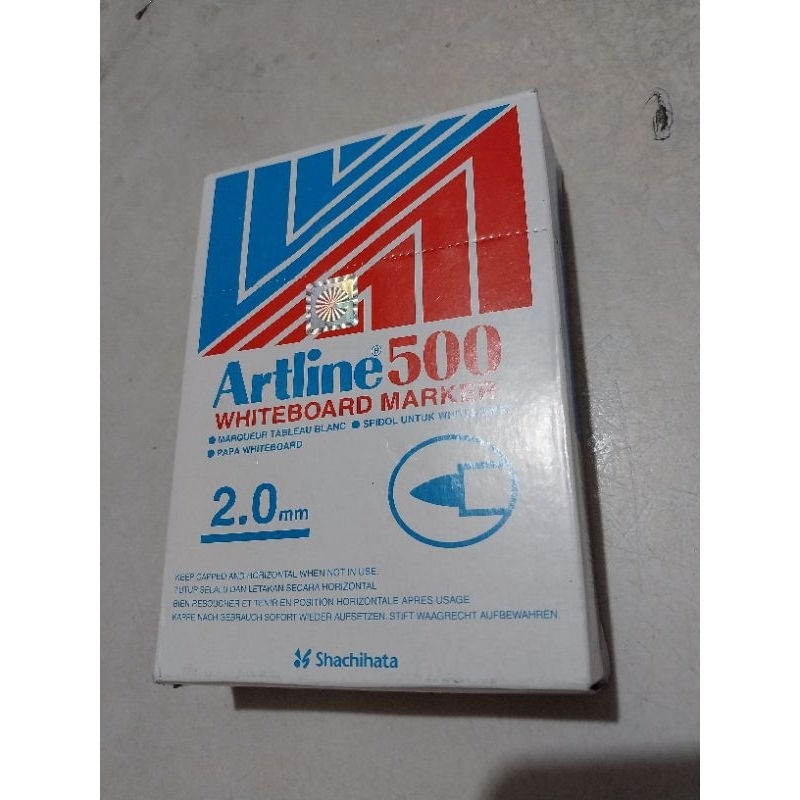 Artline® 500
WHITEBOARD MARKER
● MARQUEUR TABLEAU BLANC ● SPIDOL UNTUK
● PAPA WHITEBOARD
2.0mm
KEEP CAPPED AND HORIZONTAL WHEN NOT IN USE.
TUTUP SELALU DAN LETAKAN SECARA HORIZONTAL
BIEN RESOUCHER ET TENIR EN POSITION HORIZONTALE APRES USAGE
KAPPE NACH GEBRAUCH SOFORT WIEDER AUFSETZEN. STIFT WAAGRECHT AUFBEWAHREN.
Shachihata